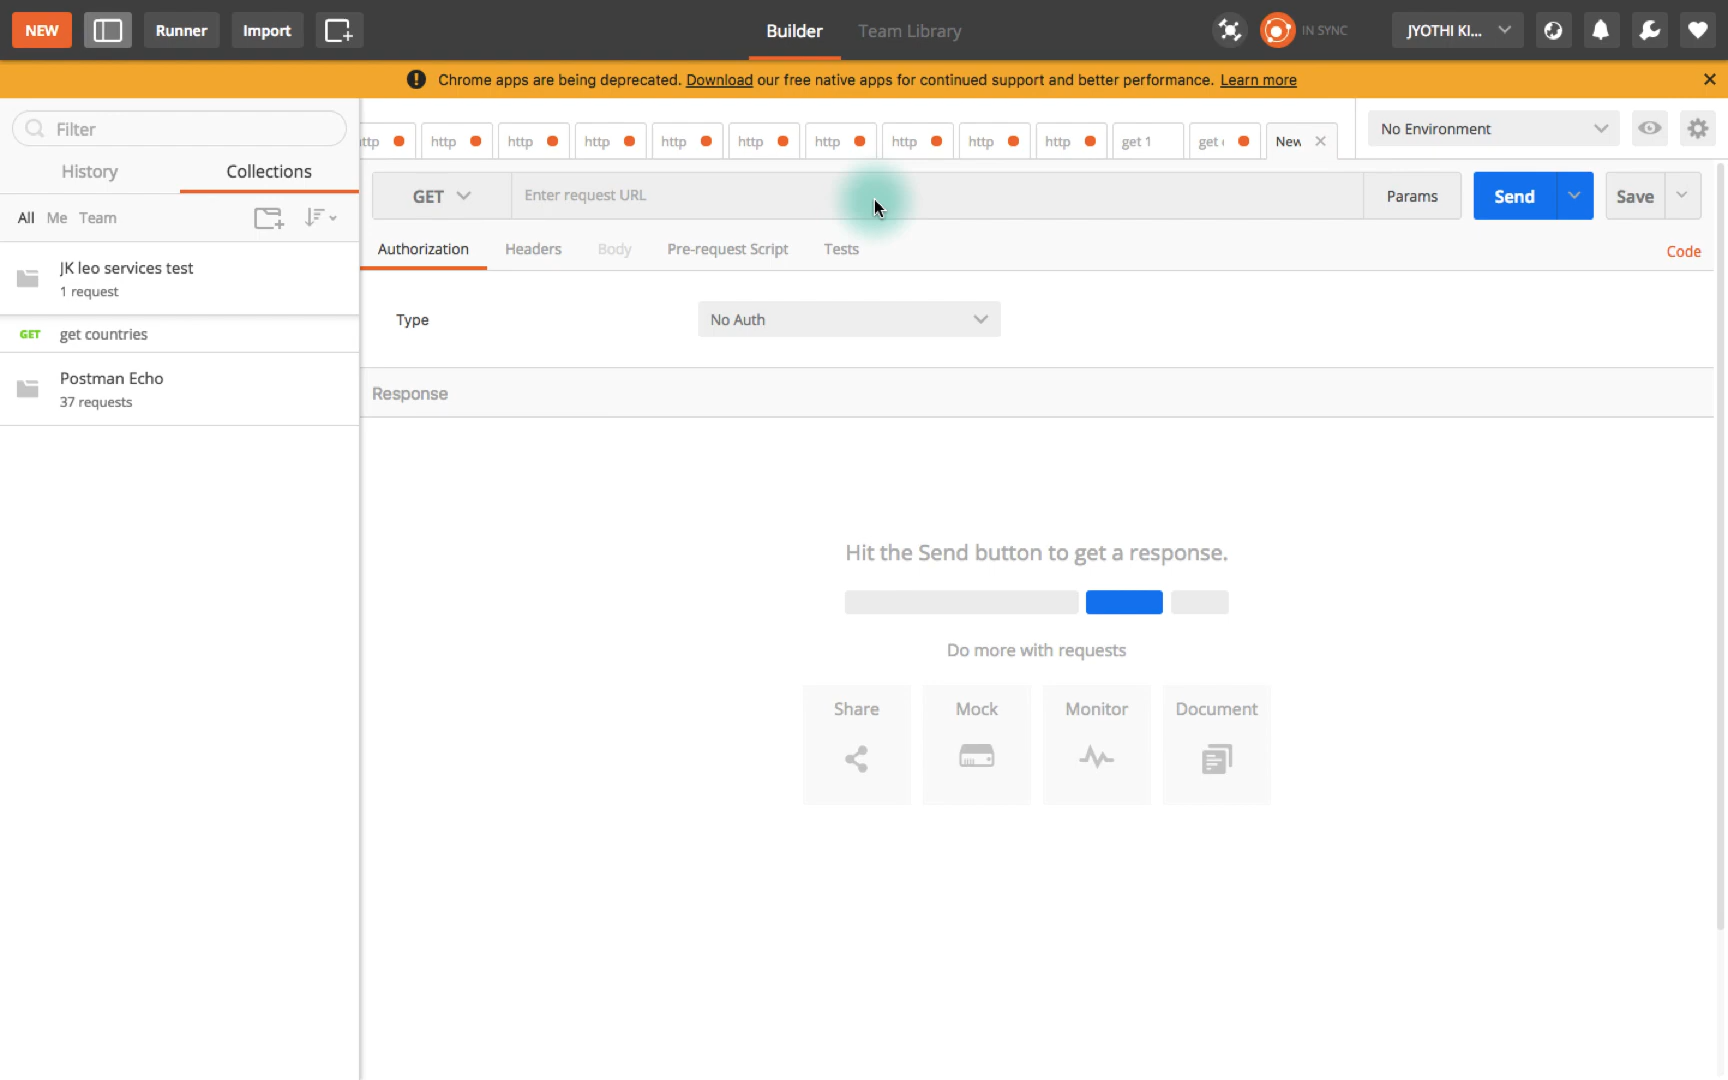 NEW Runner Import Builder Team Library IN SYNC JYOTHI KI...
Chrome apps are being deprecated. Download our free native apps for continued support and better performance. Learn more
Filter
ttp http http http http http http http http http get 1 get New No Environment
History Collections
GET Enter request URL Params Send Save
All Me Team
Authorization Headers Body Pre-request Script Tests Code
JK leo services test
1 request
Type No Auth
GET get countries
Postman Echo
37 requests
Response
Hit the Send button to get a response.
Do more with requests
Share Mock Monitor Document